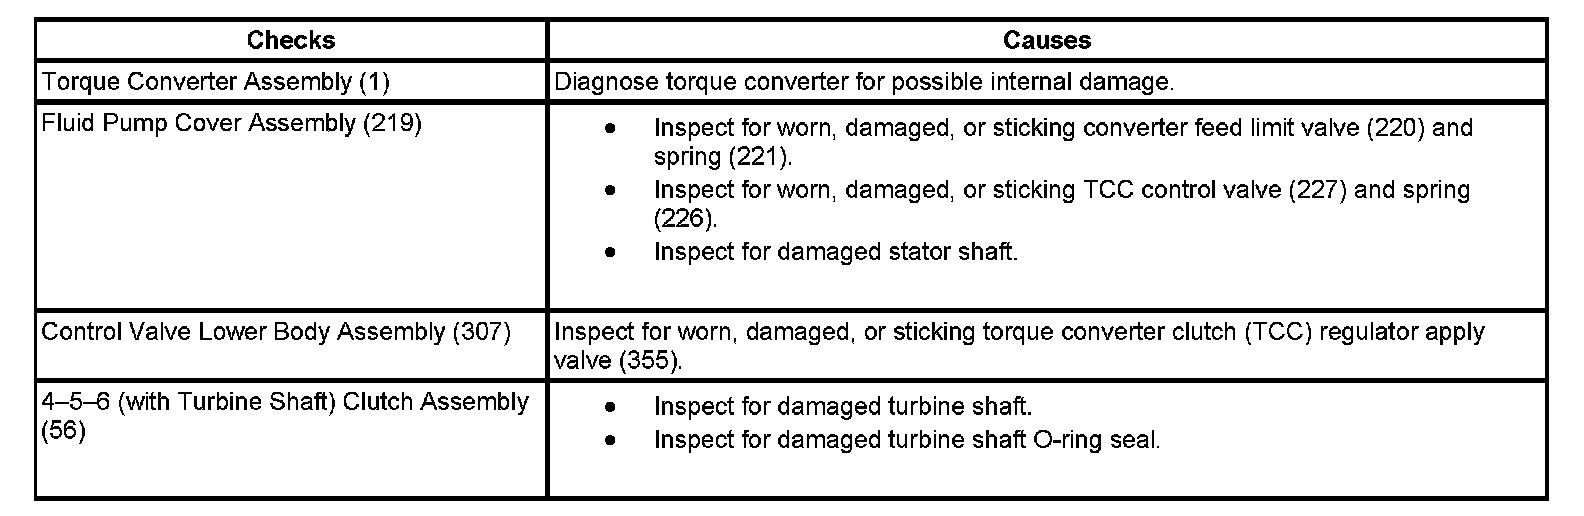 Checks
Causes
Torque Converter Assembly (1)
Diagnose torque converter for possible internal damage.
Fluid Pump Cover Assembly (219)
• Inspect for worn, damaged, or sticking converter feed limit valve (220) and
spring (221).
• Inspect for worn, damaged, or sticking TCC control valve (227) and spring
(226).
• Inspect for damaged stator shaft.
Control Valve Lower Body Assembly (307)
Inspect for worn, damaged, or sticking torque converter clutch (TCC) regulator apply
valve (355).
4–5–6 (with Turbine Shaft) Clutch Assembly
(56)
• Inspect for damaged turbine shaft.
• Inspect for damaged turbine shaft O-ring seal.